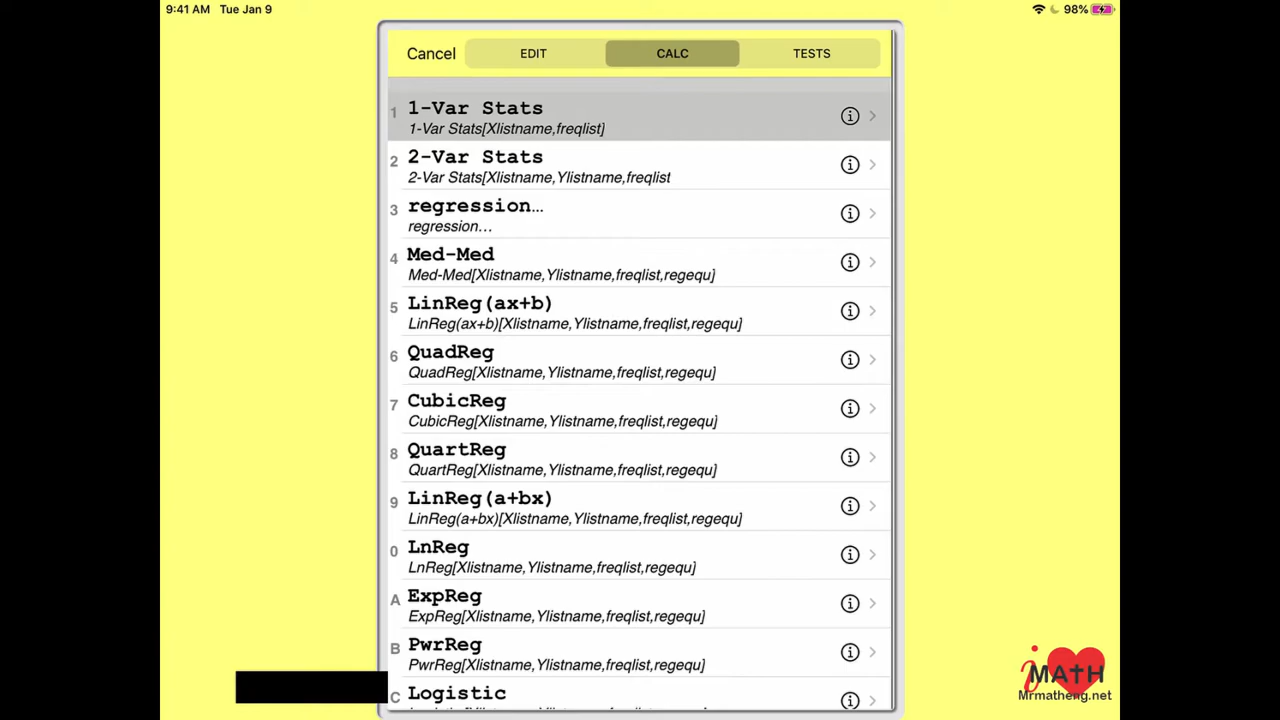 9:41 AM Tue Jan 9
98%
Cancel EDIT CALC TESTS
1 1-Var Stats
1-Var Stats[Xlistname,freqlist]
2 2-Var Stats
2-Var Stats[Xlistname,Ylistname,freqlist
3 regression...
regression...
4 Med-Med
Med-Med[Xlistname,Ylistname,freqlist,regequ]
5 LinReg(ax+b)
LinReg(ax+b)[Xlistname,Ylistname,freqlist,regequ]
6 QuadReg
QuadReg[Xlistname,Ylistname,freqlist,regequ]
7 CubicReg
CubicReg[Xlistname,Ylistname,freqlist,regequ]
8 QuartReg
QuartReg[Xlistname,Ylistname,freqlist,regequ]
9 LinReg(a+bx)
LinReg(a+bx)[Xlistname,Ylistname,freqlist,regequ]
0 LnReg
LnReg[Xlistname,Ylistname,freqlist,regequ]
A ExpReg
ExpReg[Xlistname,Ylistname,freqlist,regequ]
B PwrReg
PwrReg[Xlistname,Ylistname,freqlist,regequ]
C Logistic
i
MATH
Mrmatheng.net